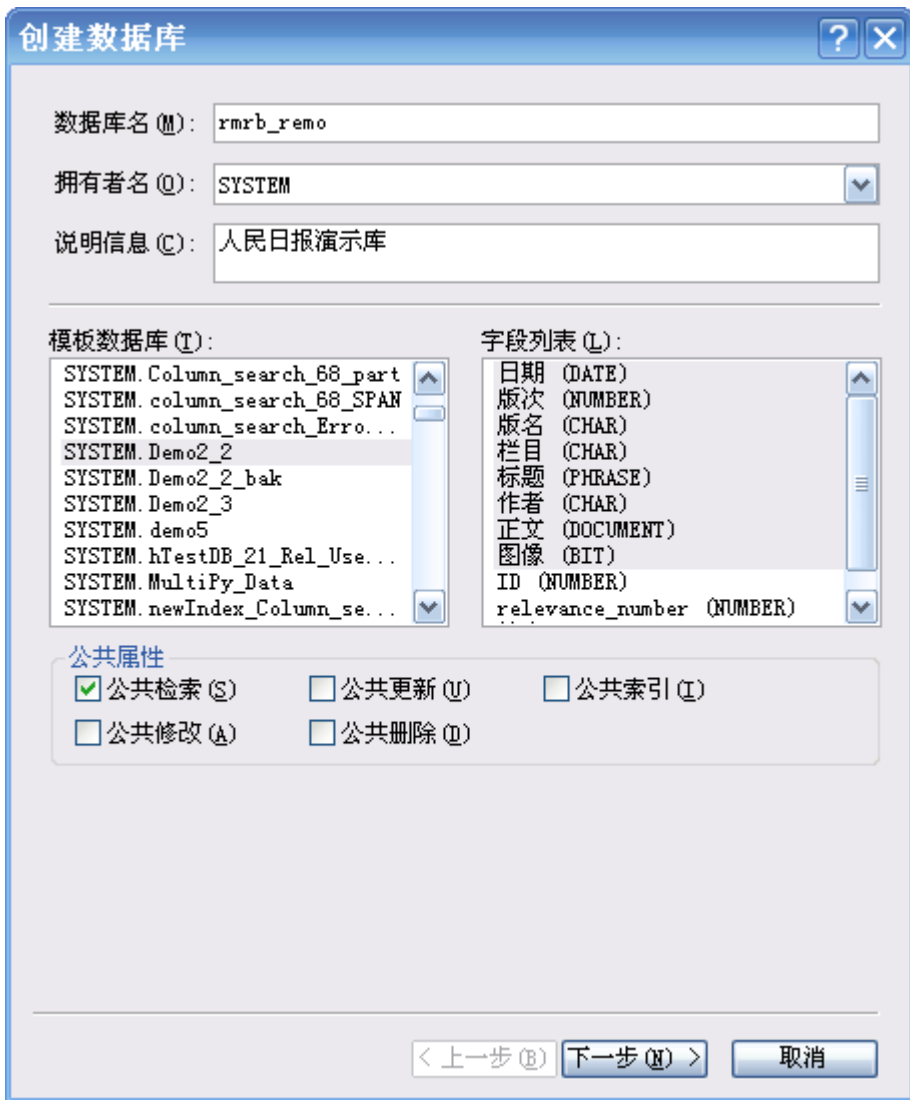 创建数据库
数据库名(M): rmrb_remo
拥有者名(O): SYSTEM
说明信息(C): 人民日报演示库
模板数据库(T):
SYSTEM.Column_search_68_part
SYSTEM.column_search_68_SPAN
SYSTEM.column_search_Erro...
SYSTEM.Demo2_2
SYSTEM.Demo2_2_bak
SYSTEM.Demo2_3
SYSTEM.demo5
SYSTEM.hTestDB_21_Rel_Use...
SYSTEM.MultiPy_Data
SYSTEM.newIndex_Column_se...
字段列表(L):
日期 (DATE)
版次 (NUMBER)
版名 (CHAR)
栏目 (CHAR)
标题 (PHRASE)
作者 (CHAR)
正文 (DOCUMENT)
图像 (BIT)
ID (NUMBER)
relevance_number (NUMBER)
公共属性
公共检索(S) 公共更新(U) 公共索引(I)
公共修改(A) 公共删除(D)
< 上一步(B) 下一步(N) > 取消